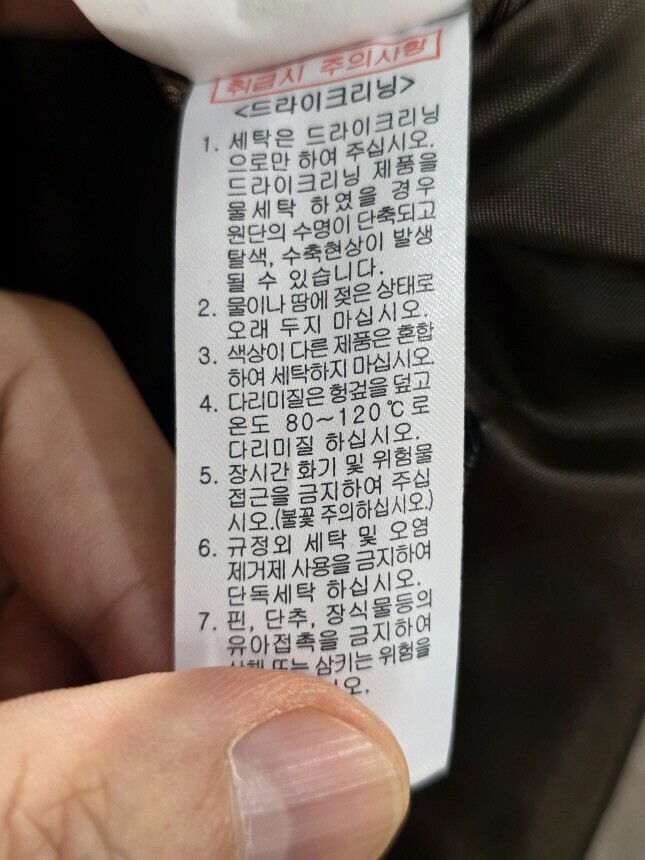 취급시 주의사항
<드라이크리닝>
1. 세탁은 드라이크리닝
으로만 하여 주십시오.
드라이크리닝 제품을
물세탁 하였을 경우
원단의 수명이 단축되고
탈색, 수축현상이 발생
될 수 있습니다.
2. 물이나 땀에 젖은 상태로
오래 두지 마십시오.
3. 색상이 다른 제품은 혼합
하여 세탁하지 마십시오.
4. 다리미질은 헝겊을 덮고
온도 80~120℃로
다리미질 하십시오.
5. 장시간 화기 및 위험물
접근을 금지하여 주십
시오.(불꽃 주의하십시오.)
6. 규정외 세탁 및 오염
제거제 사용을 금지하여
단독세탁 하십시오.
7. 핀, 단추, 장식물등의
유아접촉을 금지하여
또는 삼키는 위험을
오.